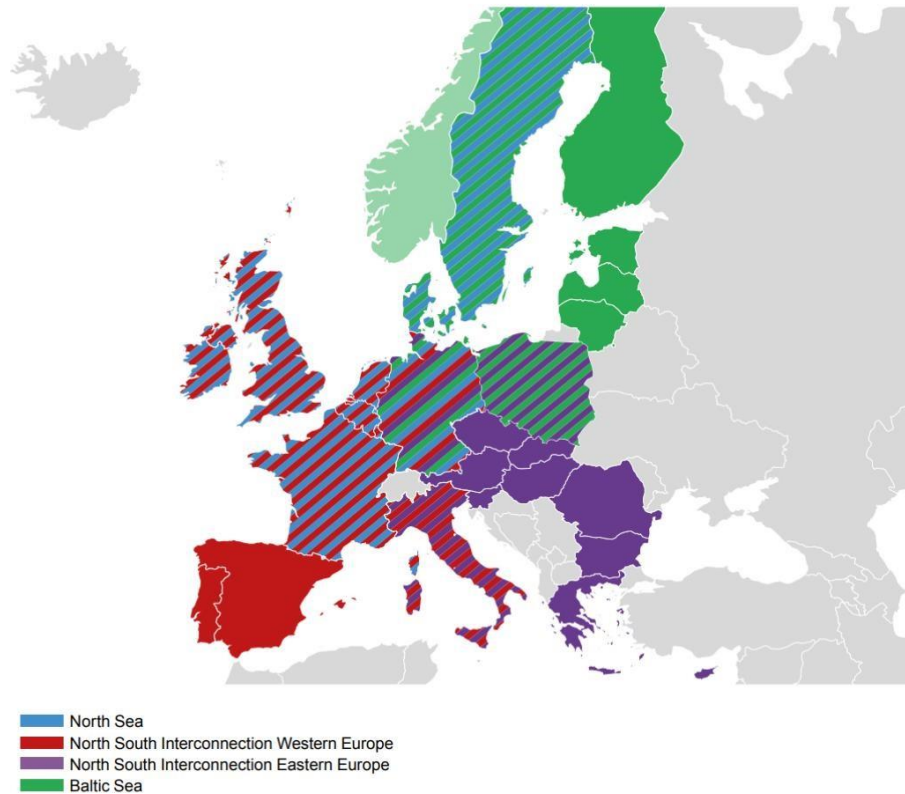 North Sea
North South Interconnection Western Europe
North South Interconnection Eastern Europe
Baltic Sea